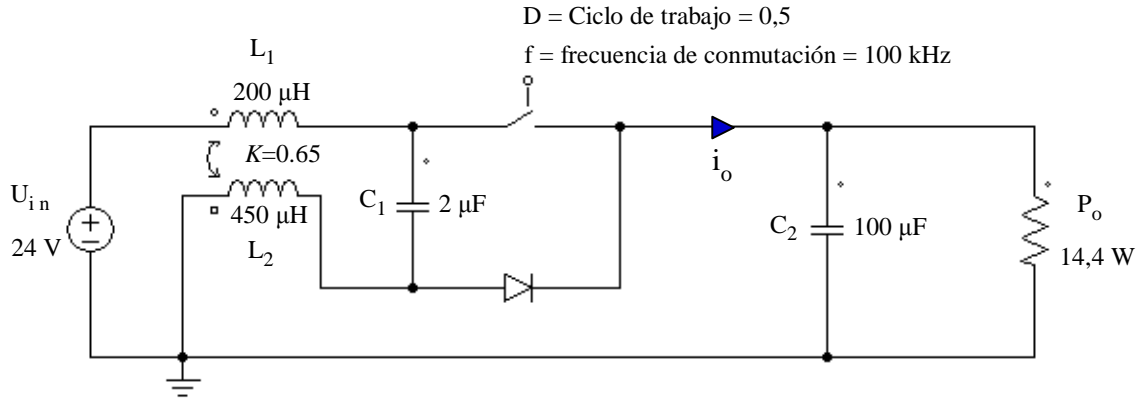 D = Ciclo de trabajo = 0,5
f = frecuencia de conmutación = 100 kHz
L1
200 μH
K=0.65
450 μH
L2
Uin
24 V
C1
2 μF
io
C2
100 μF
Po
14,4 W